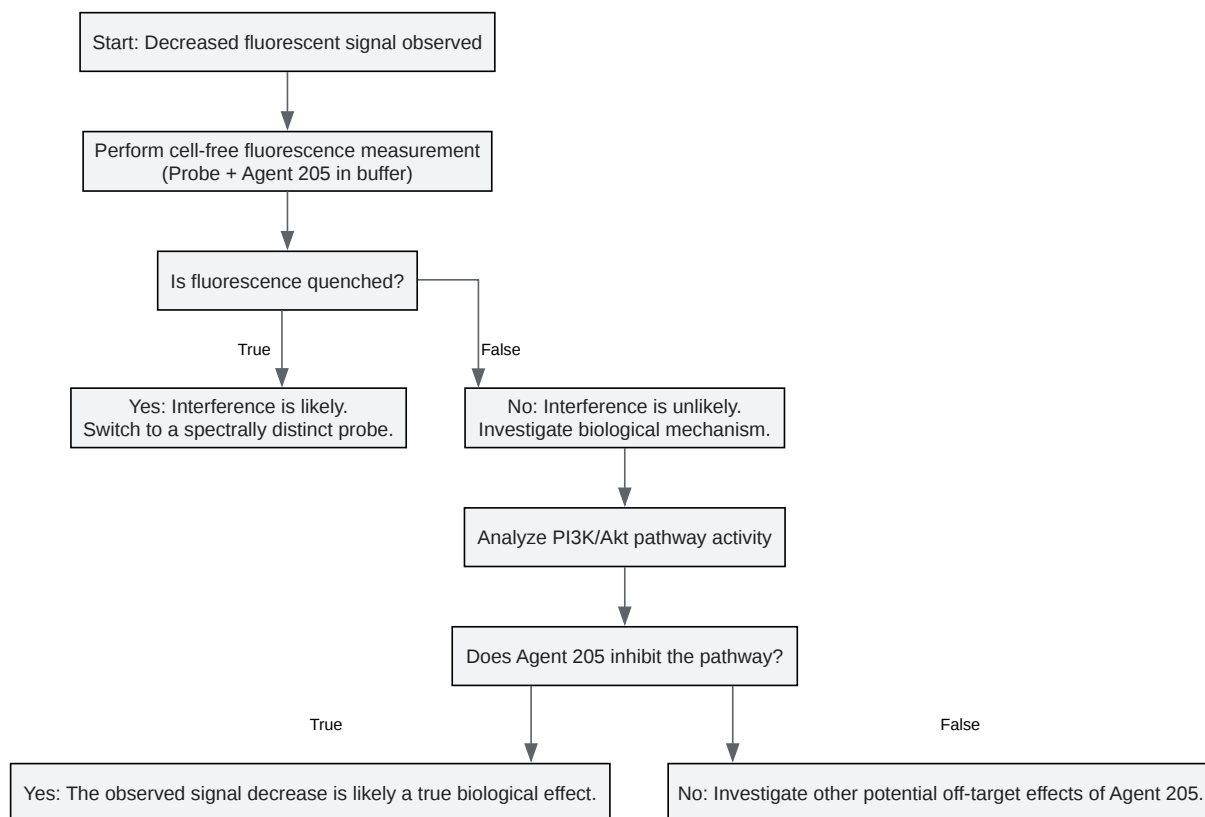 Start: Decreased fluorescent signal observed
Perform cell-free fluorescence measurement
(Probe + Agent 205 in buffer)
Is fluorescence quenched?
True
False
Yes: Interference is likely.
Switch to a spectrally distinct probe.
No: Interference is unlikely.
Investigate biological mechanism.
Analyze PI3K/Akt pathway activity
Does Agent 205 inhibit the pathway?
True
False
Yes: The observed signal decrease is likely a true biological effect.
No: Investigate other potential off-target effects of Agent 205.